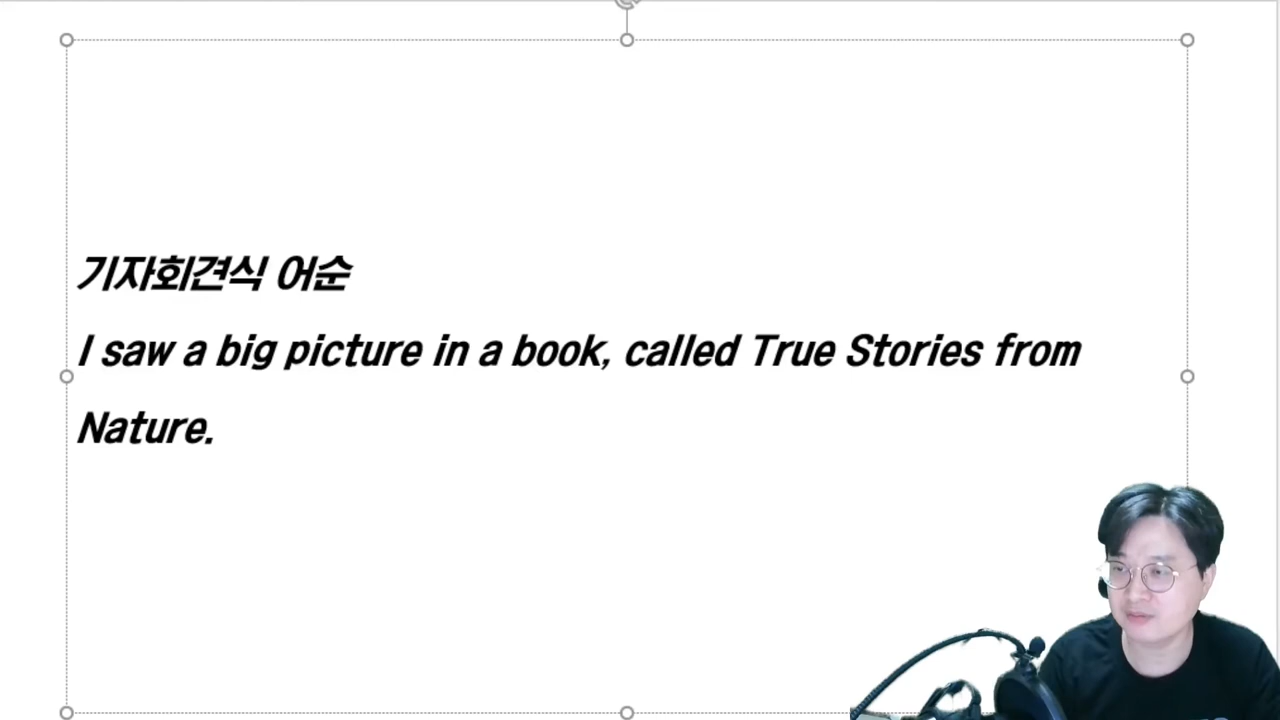 기자회견식 어순
I saw a big picture in a book, called True Stories from
Nature.